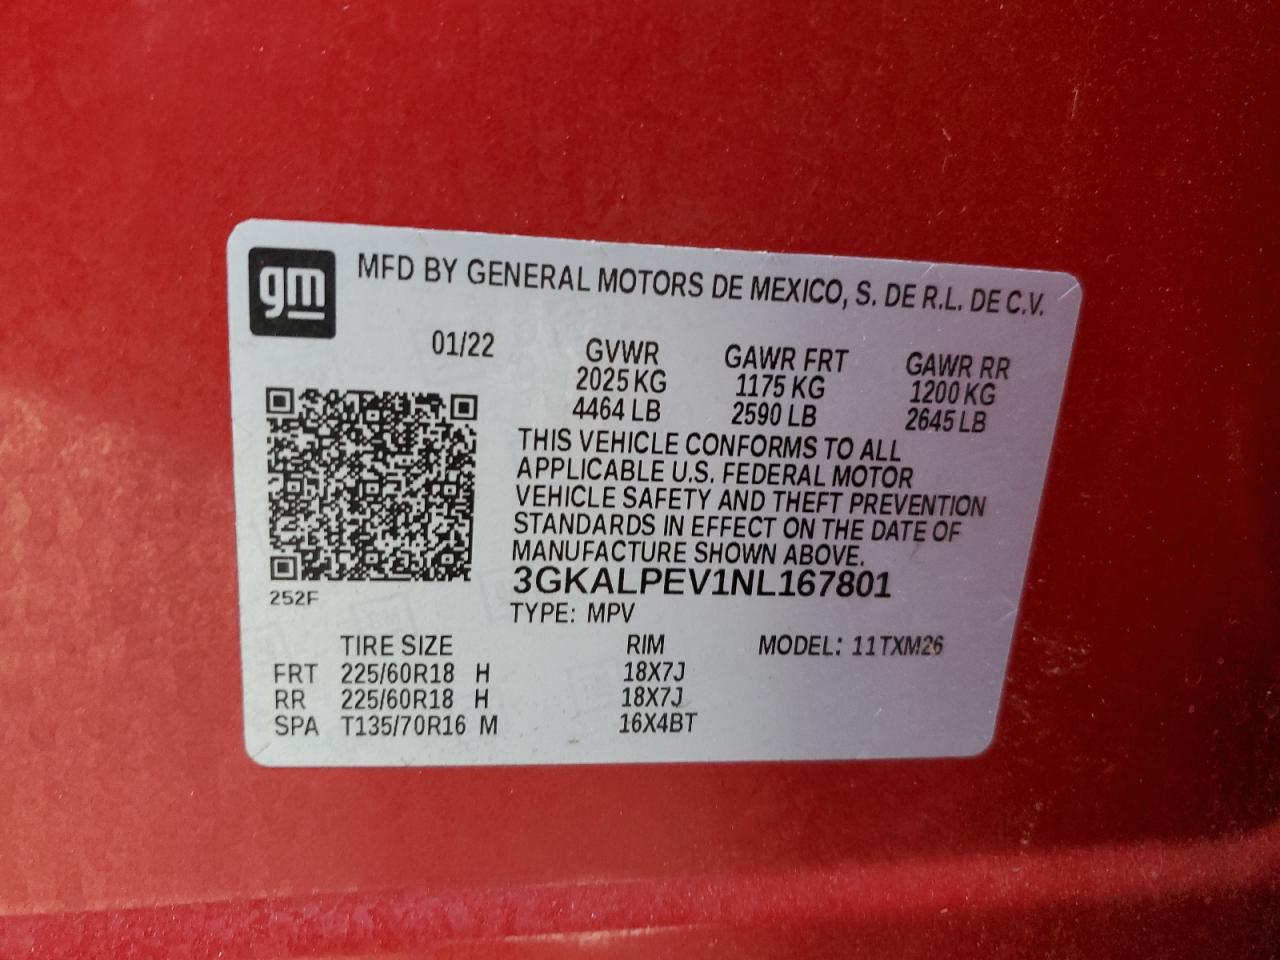 gm
MFD BY GENERAL MOTORS DE MEXICO, S. DE R.L. DE C.V.
01/22 GVWR GAWR FRT GAWR RR
2025 KG 1175 KG 1200 KG
4464 LB 2590 LB 2645 LB
THIS VEHICLE CONFORMS TO ALL
APPLICABLE U.S. FEDERAL MOTOR
VEHICLE SAFETY AND THEFT PREVENTION
STANDARDS IN EFFECT ON THE DATE OF
MANUFACTURE SHOWN ABOVE.
3GKALPEV1NL167801
252F
TYPE: MPV
TIRE SIZE RIM MODEL: 11TXM26
FRT 225/60R18 H 18X7J
RR 225/60R18 H 18X7J
SPA T135/70R16 M 16X4BT